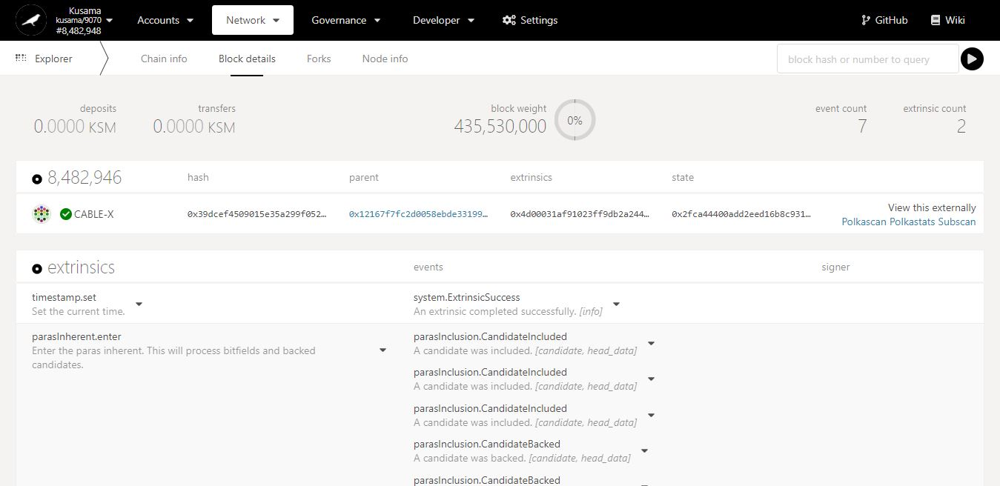 Kusama
kusama/9070
#8,482,948
Accounts
Network
Governance
Developer
Settings
GitHub
Wiki
Explorer
Chain info
Block details
Forks
Node info
block hash or number to query
deposits
0.0000 KSM
transfers
0.0000 KSM
block weight
435,530,000
0%
event count
7
extrinsic count
2
8,482,946
hash
parent
extrinsics
state
CABLE-X
0x39dcef4509015e35a299f052…
0x12167f7fc2d0058ebde33199…
0x4d00031af91023ff9db2a244…
0x2fca44400add2eed16b8c931…
View this externally
Polkascan Polkastats Subscan
extrinsics
events
signer
timestamp.set
Set the current time.
system.ExtrinsicSuccess
An extrinsic completed successfully. [info]
parasInherent.enter
Enter the paras inherent. This will process bitfields and backed
candidates.
parasInclusion.CandidateIncluded
A candidate was included. [candidate, head_data]
parasInclusion.CandidateIncluded
A candidate was included. [candidate, head_data]
parasInclusion.CandidateIncluded
A candidate was included. [candidate, head_data]
parasInclusion.CandidateBacked
A candidate was backed. [candidate, head_data]
parasInclusion.CandidateBacked